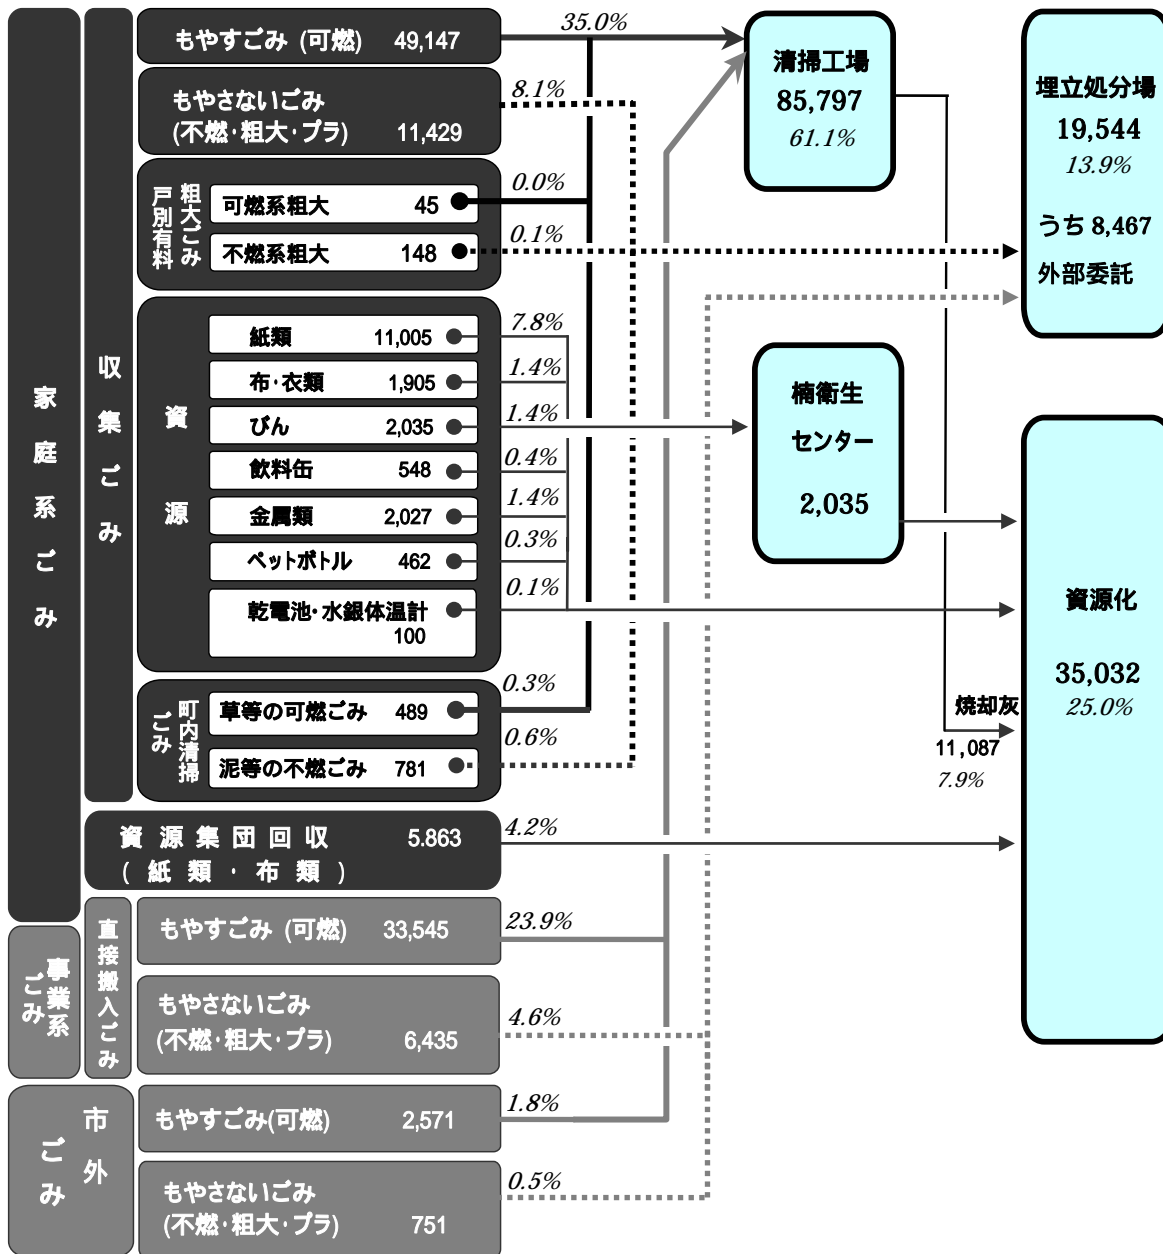 家庭系ごみ
収集ごみ
もやすごみ (可燃) 49,147
35.0%
もやさないごみ
(不燃・粗大・プラ) 11,429
8.1%
粗大ごみ
戸別有料
可燃系粗大 45
0.0%
不燃系粗大 148
0.1%
資源
紙類 11,005
7.8%
布・衣類 1,905
1.4%
びん 2,035
1.4%
飲料缶 548
0.4%
金属類 2,027
1.4%
ペットボトル 462
0.3%
乾電池・水銀体温計
100
0.1%
町内清掃
ごみ
草等の可燃ごみ 489
0.3%
泥等の不燃ごみ 781
0.6%
資源集団回収 5.863
(紙類・布類)
4.2%
事業系
ごみ
直接搬入ごみ
もやすごみ (可燃) 33,545
23.9%
もやさないごみ
(不燃・粗大・プラ) 6,435
4.6%
市外
ごみ
もやすごみ(可燃) 2,571
1.8%
もやさないごみ
(不燃・粗大・プラ) 751
0.5%
清掃工場
85,797
61.1%
楠衛生
センター
2,035
埋立処分場
19,544
13.9%
うち 8,467
外部委託
資源化
35,032
25.0%
焼却灰
11,087
7.9%